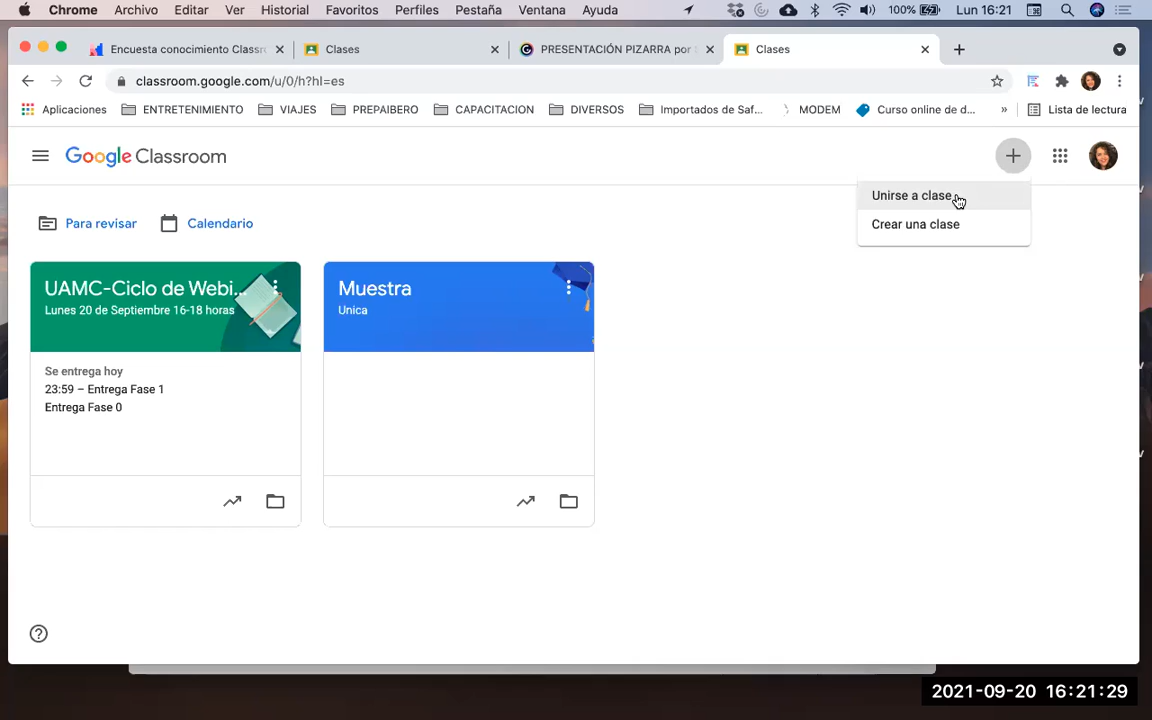 Chrome Archivo Editar Ver Historial Favoritos Perfiles Pestaña Ventana Ayuda 100% Lun 16:21
Encuesta conocimiento Classr Clases PRESENTACIÓN PIZARRA por Clases
classroom.google.com/u/0/h?hl=es
Aplicaciones ENTRETENIMIENTO VIAJES PREPAIBERO CAPACITACION DIVERSOS Importados de Saf... MODEM Curso online de d... » Lista de lectura
Google Classroom
Unirse a clase
Crear una clase
Para revisar Calendario
UAMC-Ciclo de Webi...
Lunes 20 de Septiembre 16-18 horas
Se entrega hoy
23:59 – Entrega Fase 1
Entrega Fase 0
Muestra
Unica
2021-09-20 16:21:29